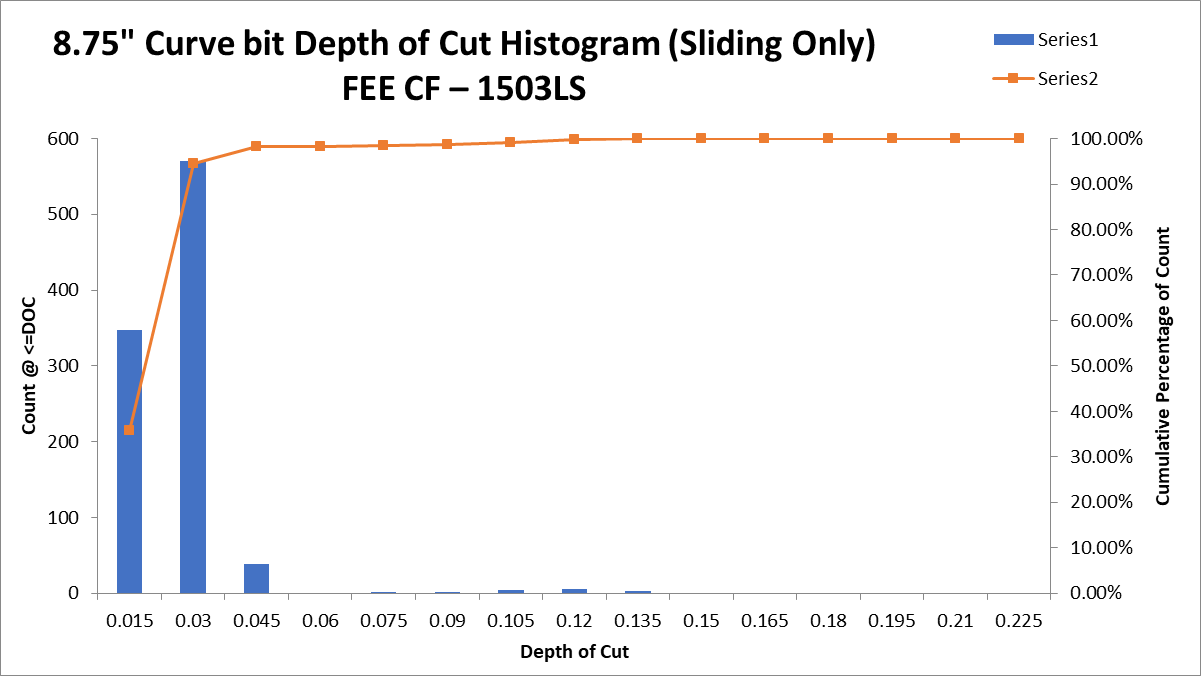 8.75" Curve bit Depth of Cut Histogram (Sliding Only)
FEE CF – 1503LS
Series1
Series2
600
500
400
300
200
100
0
Count @ <=DOC
100.00%
90.00%
80.00%
70.00%
60.00%
50.00%
40.00%
30.00%
20.00%
10.00%
0.00%
Cumulative Percentage of Count
0.015 0.03 0.045 0.06 0.075 0.09 0.105 0.12 0.135 0.15 0.165 0.18 0.195 0.21 0.225
Depth of Cut